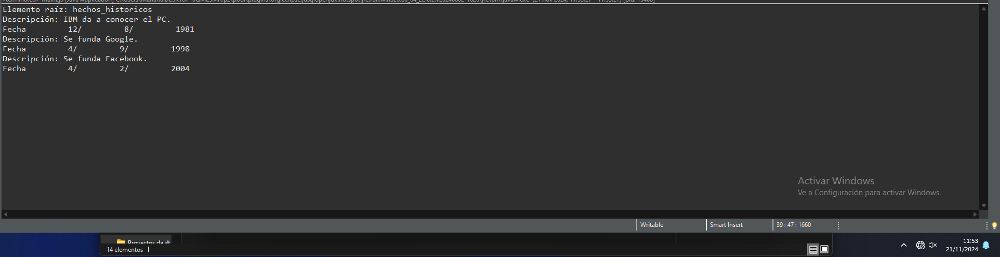 Elemento raíz: hechos_historicos
Descripción: IBM da a conocer el PC.
Fecha 12/ 8/ 1981
Descripción: Se funda Google.
Fecha 4/ 9/ 1998
Descripción: Se funda Facebook.
Fecha 4/ 2/ 2004
Activar Windows
Ve a Configuración para activar Windows.
Writable
Smart Insert
39 : 47 : 1660
Proyectos da
14 elementos
11:53
21/11/2024